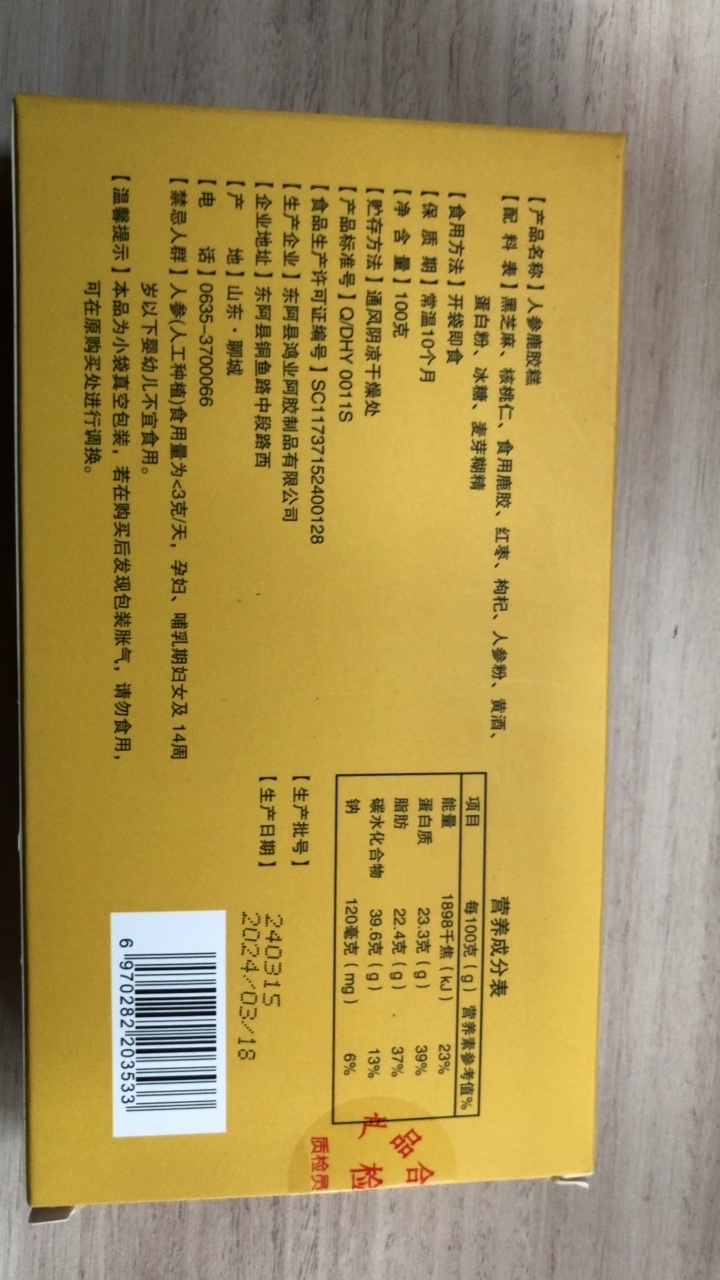 【产品名称】人参鹿胶糕
【配 料 表】黑芝麻、核桃仁、食用鹿胶、红枣、枸杞、人参粉、黄酒、
蛋白粉、冰糖、麦芽糊精
【食用方法】开袋即食
【保 质 期】常温10个月
【净 含 量】100克
【贮存方法】通风阴凉干燥处
【产品标准号】Q/DHY 0011S
【食品生产许可证编号】SC11737152400128
【生产企业】东阿县鸿业阿胶制品有限公司
【企业地址】东阿县铜鱼路中段路西
【产 地】山东·聊城
【电 话】0635-3700066
【禁忌人群】人参(人工种植)食用量为<3克/天，孕妇、哺乳期妇女及 14周
岁以下婴幼儿不宜食用。
【温馨提示】本品为小袋真空包装，若在购买后发现包装胀气，请勿食用，
可在原购买处进行调换。
营养成分表
项目 每100克（g） 营养素参考值%
能量 1898千焦（kJ） 23%
蛋白质 23.3克（g） 39%
脂肪 22.4克（g） 37%
碳水化合物 39.6克（g） 13%
钠 120毫克（mg） 6%
【生产批号】 240315
【生产日期】 2024/03/18
6 970282 203533
品合
检
质检员